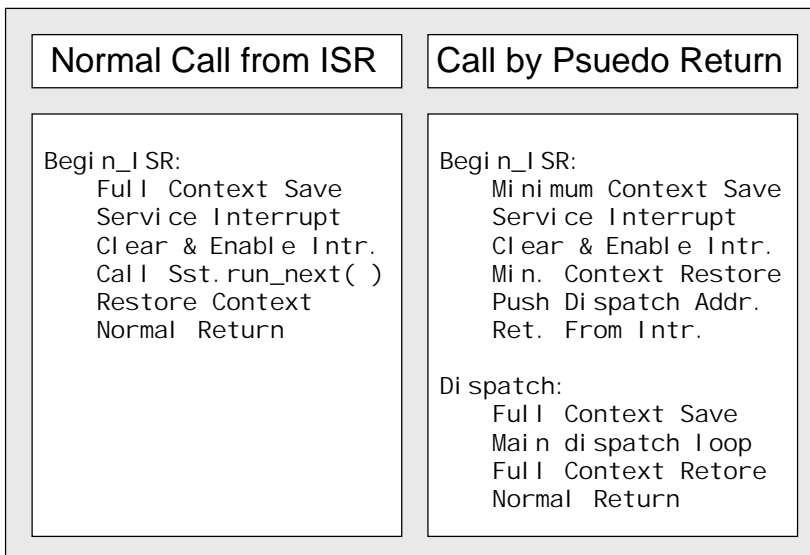 Normal Call from ISR
Begin_ISR:
Full Context Save
Service Interrupt
Clear & Enable Intr.
Call Sst.run_next( )
Restore Context
Normal Return
Call by Psuedo Return
Begin_ISR:
Minimum Context Save
Service Interrupt
Clear & Enable Intr.
Min. Context Restore
Push Dispatch Addr.
Ret. From Intr.
Dispatch:
Full Context Save
Main dispatch loop
Full Context Retore
Normal Return